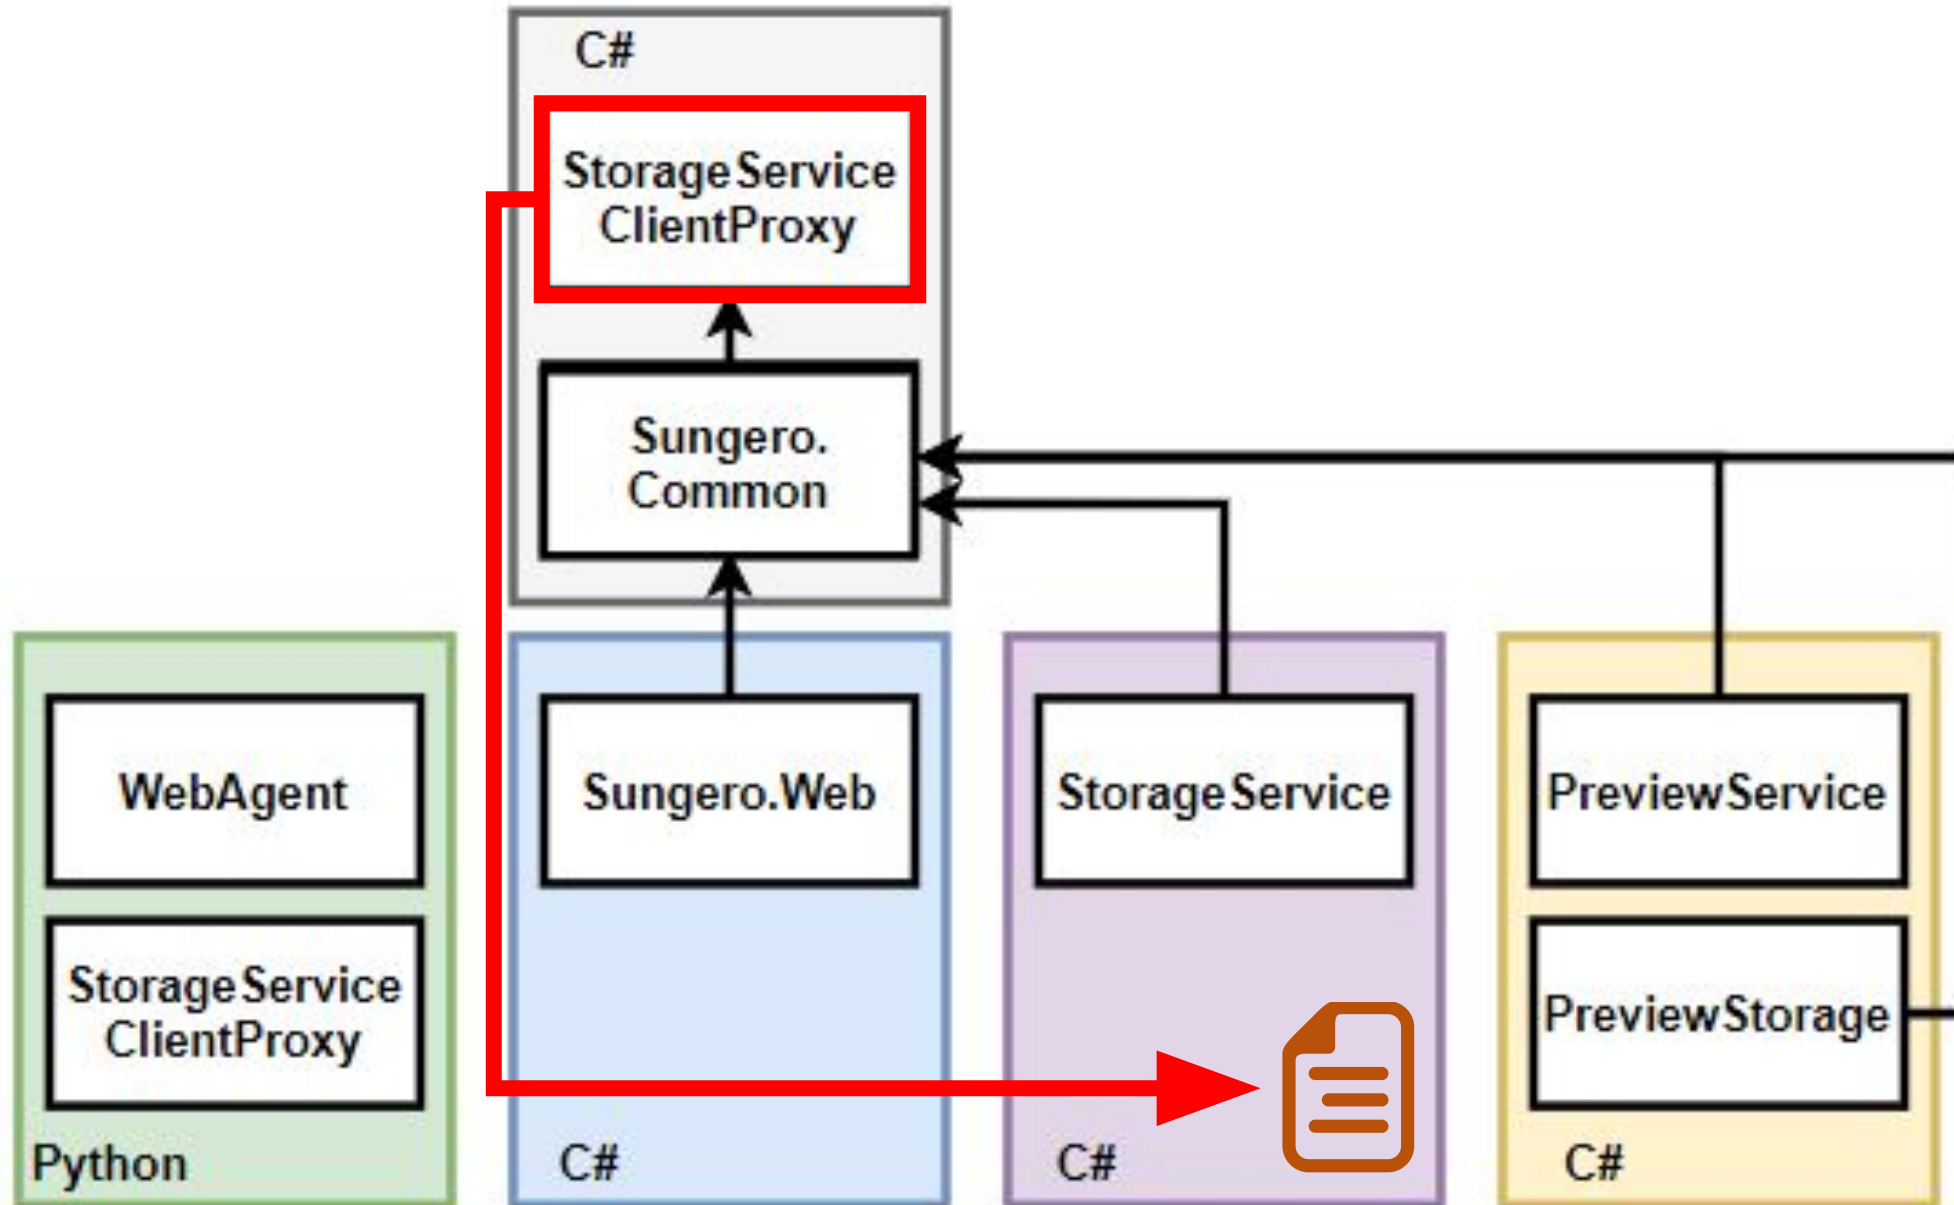 C#
StorageService
ClientProxy
Sungero.
Common
WebAgent
StorageService
ClientProxy
Python
Sungero.Web
C#
StorageService
C#
PreviewService
PreviewStorage
C#